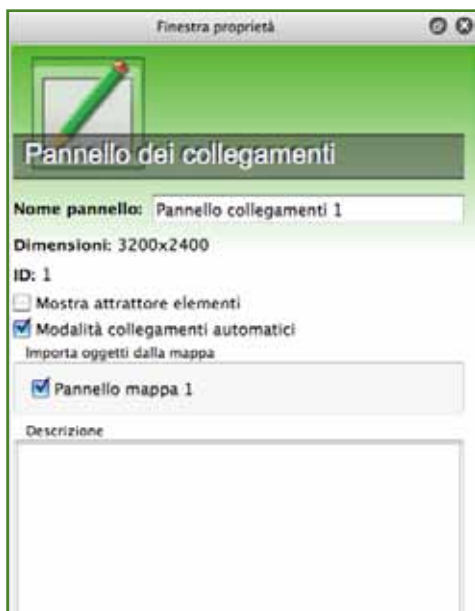 Finestra proprietà
Pannello dei collegamenti
Nome pannello: Pannello collegamenti 1
Dimensioni: 3200x2400
ID: 1
Mostra attrattore elementi
Modalità collegamenti automatici
Importa oggetti dalla mappa
Pannello mappa 1
Descrizione